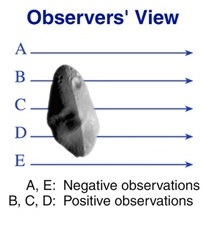 Observers' View
A
B
C
D
E
A, E: Negative observations
B, C, D: Positive observations